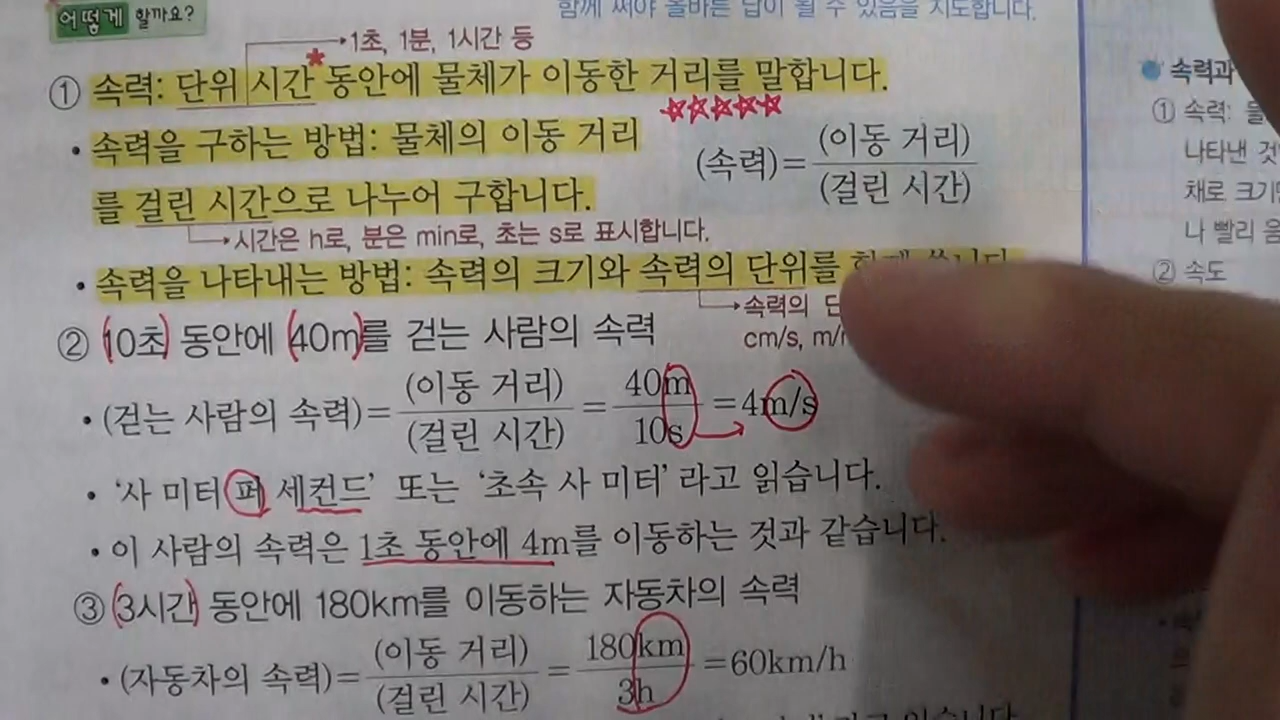 어떻게 할까요?
함께 써야 올바른 답이 될 수 있음을 지도합니다.
1초, 1분, 1시간 등
① 속력: 단위 시간 동안에 물체가 이동한 거리를 말합니다.
• 속력을 구하는 방법: 물체의 이동 거리
를 걸린 시간으로 나누어 구합니다.
(속력)=(이동 거리)/(걸린 시간)
시간은 h로, 분은 min로, 초는 s로 표시합니다.
• 속력을 나타내는 방법: 속력의 크기와 속력의 단위를
속력의
cm/s,
② 10초 동안에 40m를 걷는 사람의 속력
• (걷는 사람의 속력)=(이동 거리)/(걸린 시간)=40m/10s=4m/s
• ‘사 미터 퍼 세컨드’ 또는 ‘초속 사 미터’라고 읽습니다.
• 이 사람의 속력은 1초 동안에 4m를 이동하는 것과 같습니다.
③ 3시간 동안에 180km를 이동하는 자동차의 속력
• (자동차의 속력)=(이동 거리)/(걸린 시간)=180km/3h=60km/h
속력과
① 속력:
나타낸
채로
나 빨리
② 속도